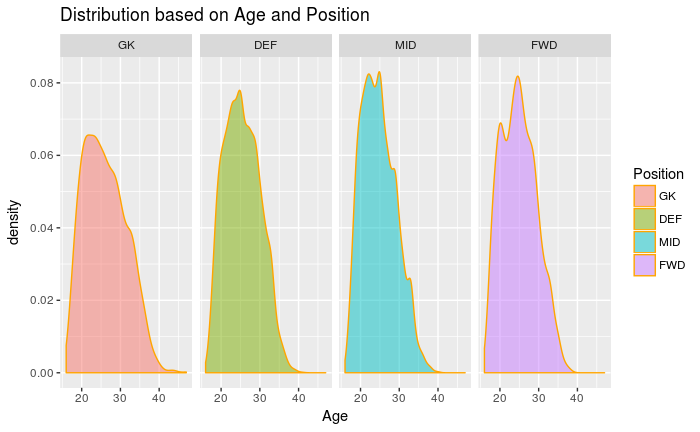 Distribution based on Age and Position
GK DEF MID FWD
0.08
0.06
0.04
0.02
0.00
density
20 30 40 20 30 40 20 30 40 20 30 40
Age
Position
GK
DEF
MID
FWD